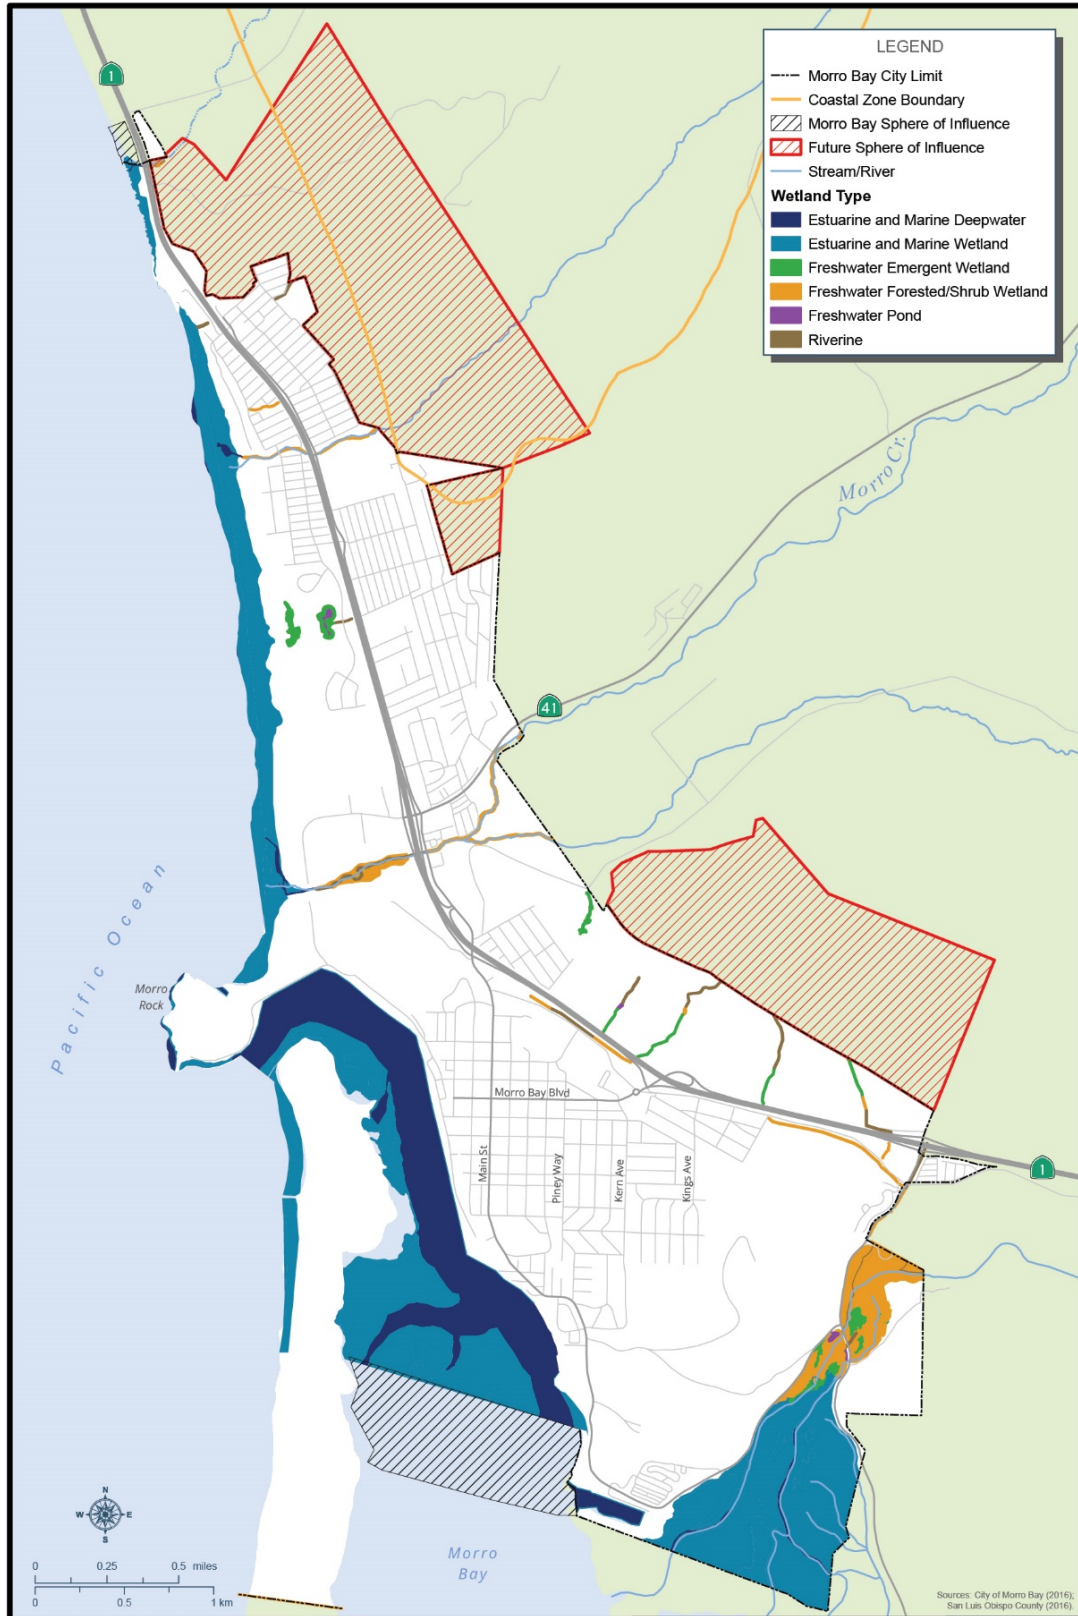 1
LEGEND
Morro Bay City Limit
Coastal Zone Boundary
Morro Bay Sphere of Influence
Future Sphere of Influence
Stream/River
Wetland Type
Estuarine and Marine Deepwater
Estuarine and Marine Wetland
Freshwater Emergent Wetland
Freshwater Forested/Shrub Wetland
Freshwater Pond
Riverine
Morro Cr.
41
Pacific Ocean
Morro
Rock
Morro Bay Blvd
Main St
Piney Way
Kern Ave
Kings Ave
1
N
W E
S
0 0.25 0.5 miles
0 0.5 1 km
Morro
Bay
Sources: City of Morro Bay (2016);
San Luis Obispo County (2016).